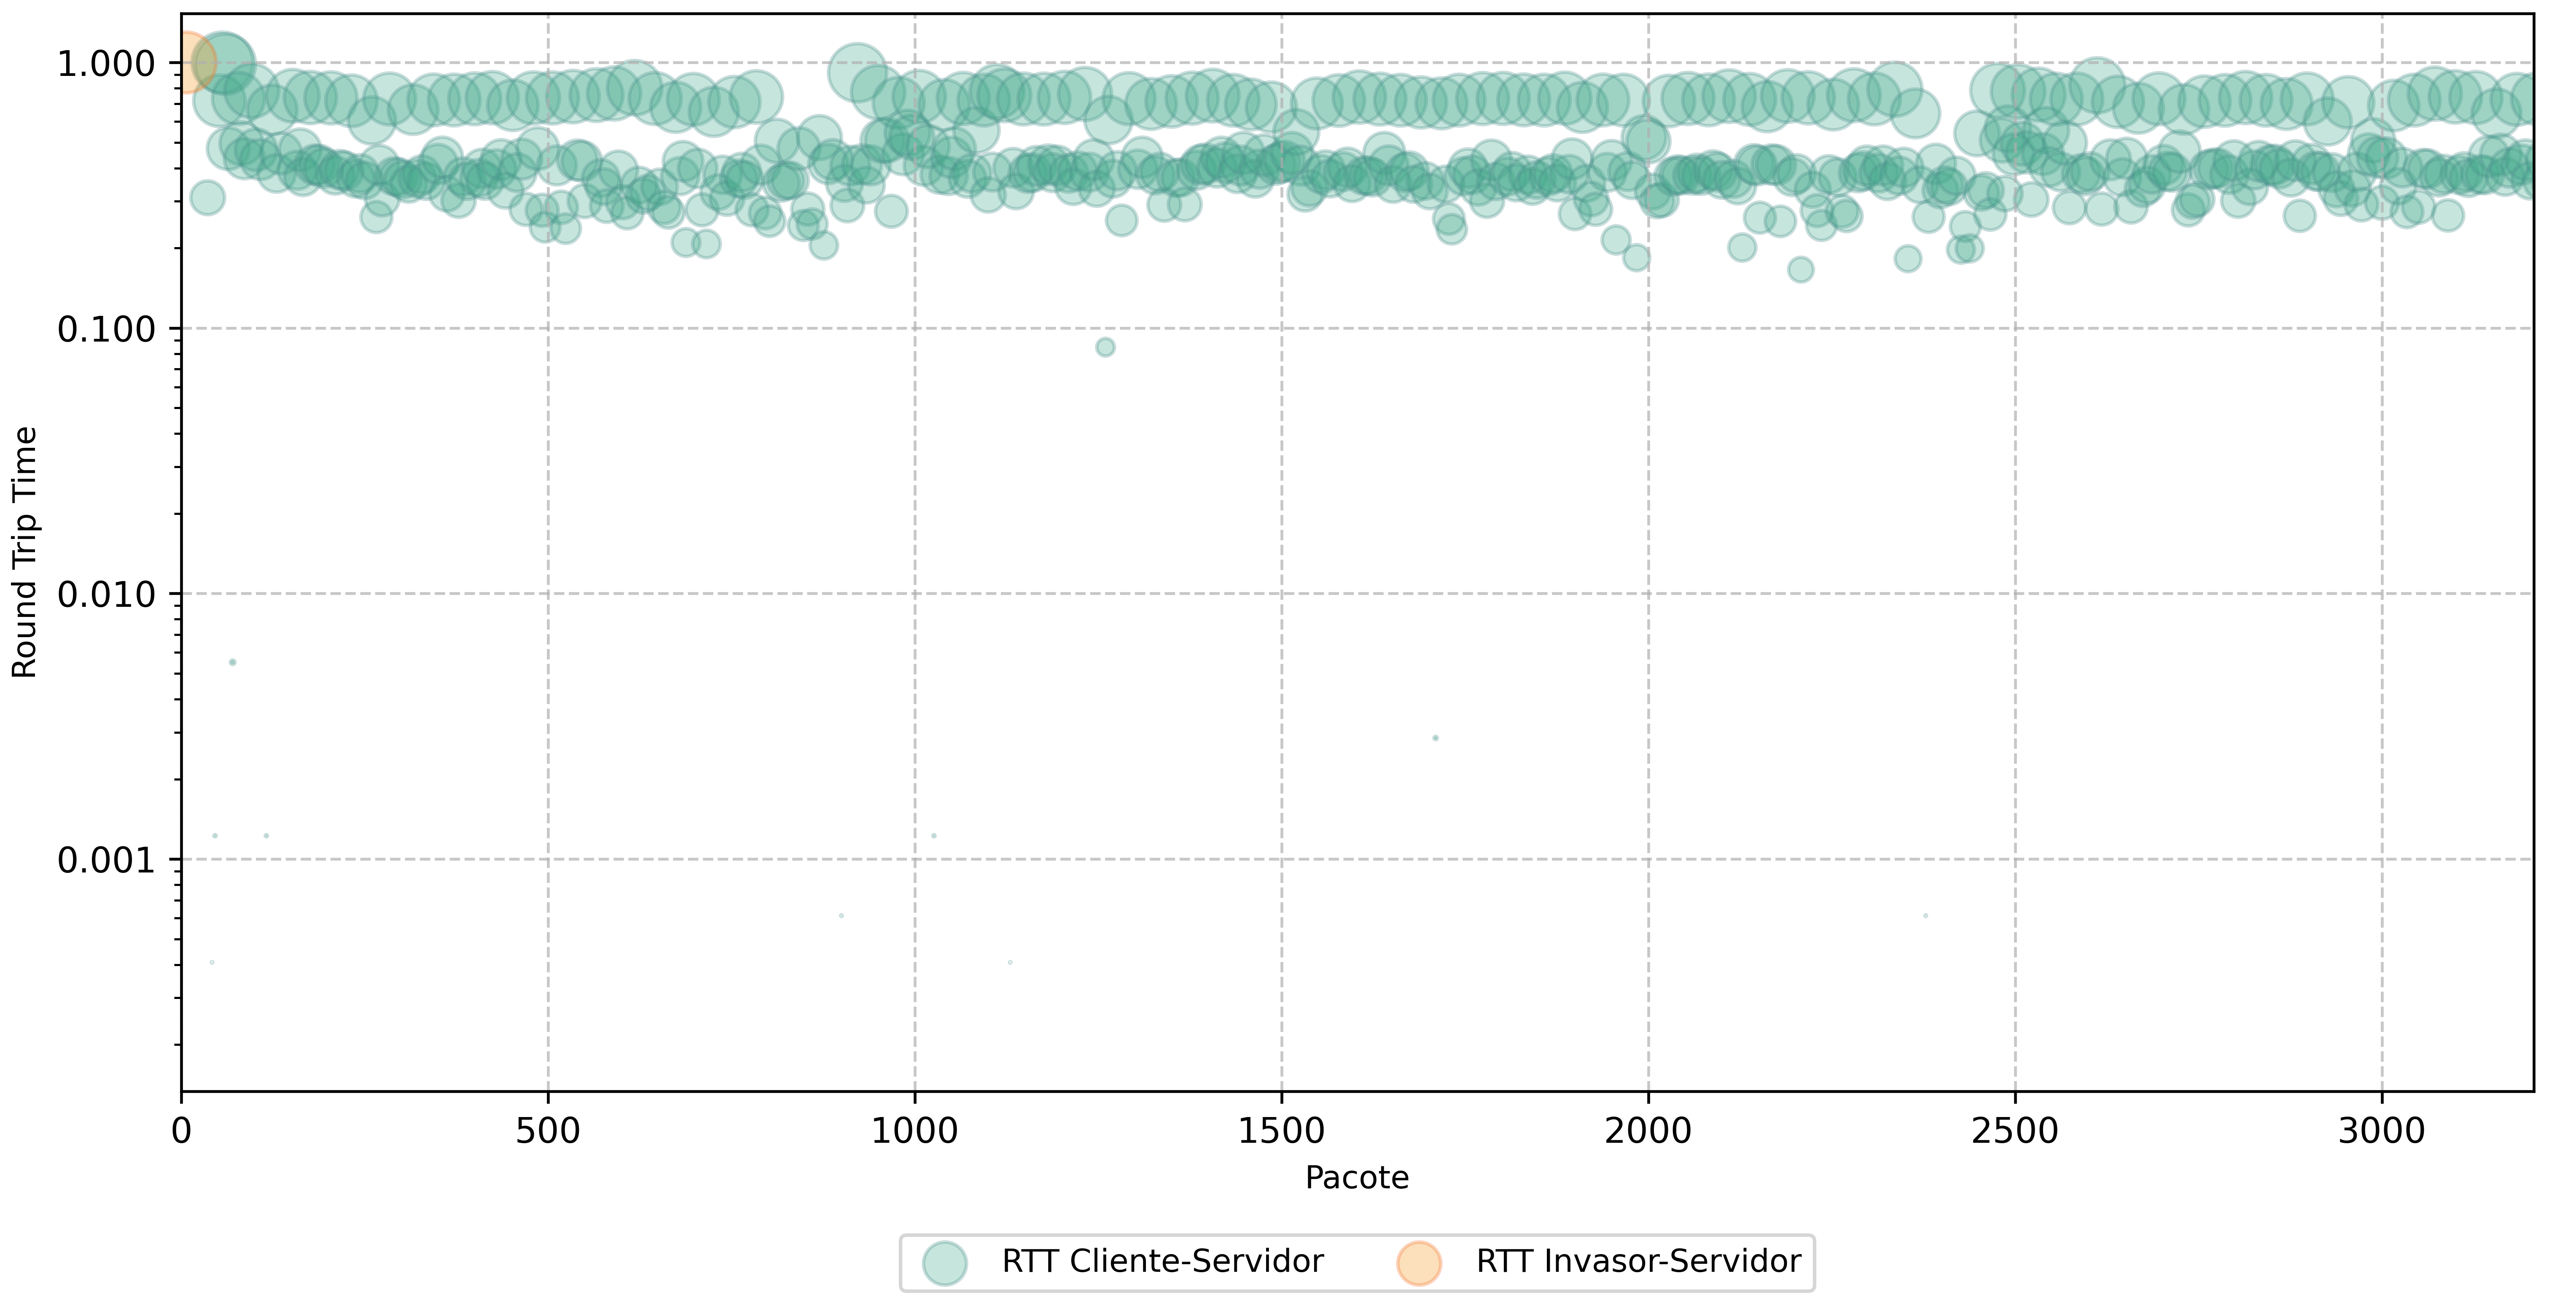 1.000
0.100
0.010
0.001
Round Trip Time
0 500 1000 1500 2000 2500 3000
Pacote
RTT Cliente-Servidor RTT Invasor-Servidor